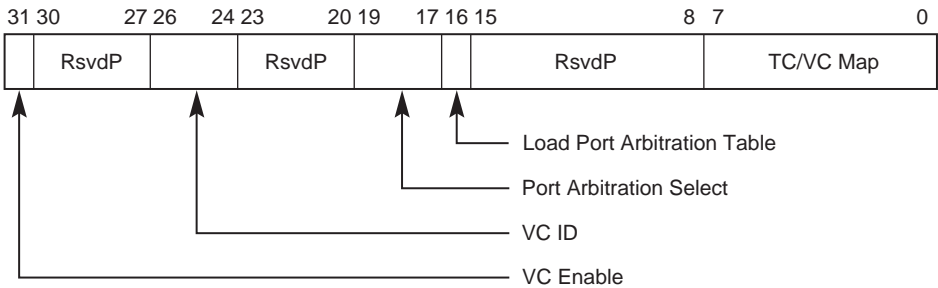 31 30 27 26 24 23 20 19 17 16 15 8 7 0
RsvdP RsvdP RsvdP TC/VC Map
Load Port Arbitration Table
Port Arbitration Select
VC ID
VC Enable